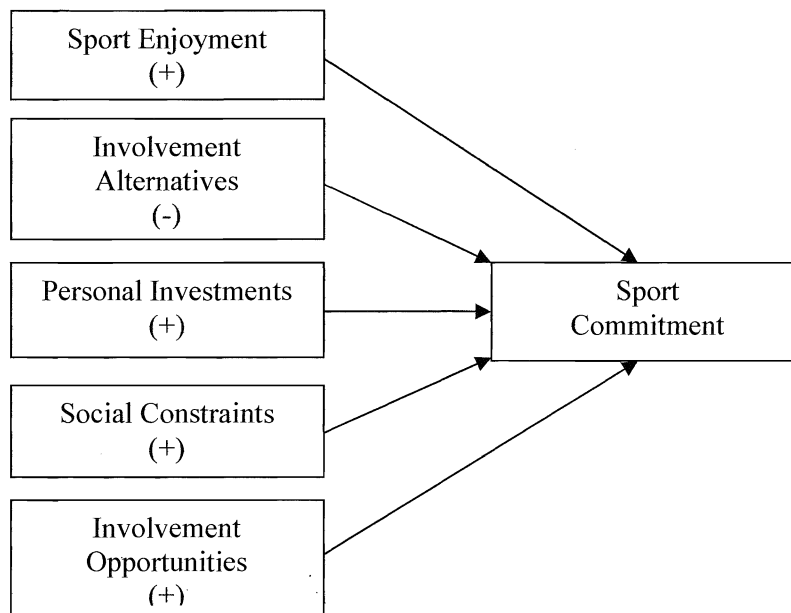 Sport Enjoyment
(+)
Involvement
Alternatives
(-)
Personal Investments
(+)
Social Constraints
(+)
Involvement
Opportunities
(+)
Sport
Commitment